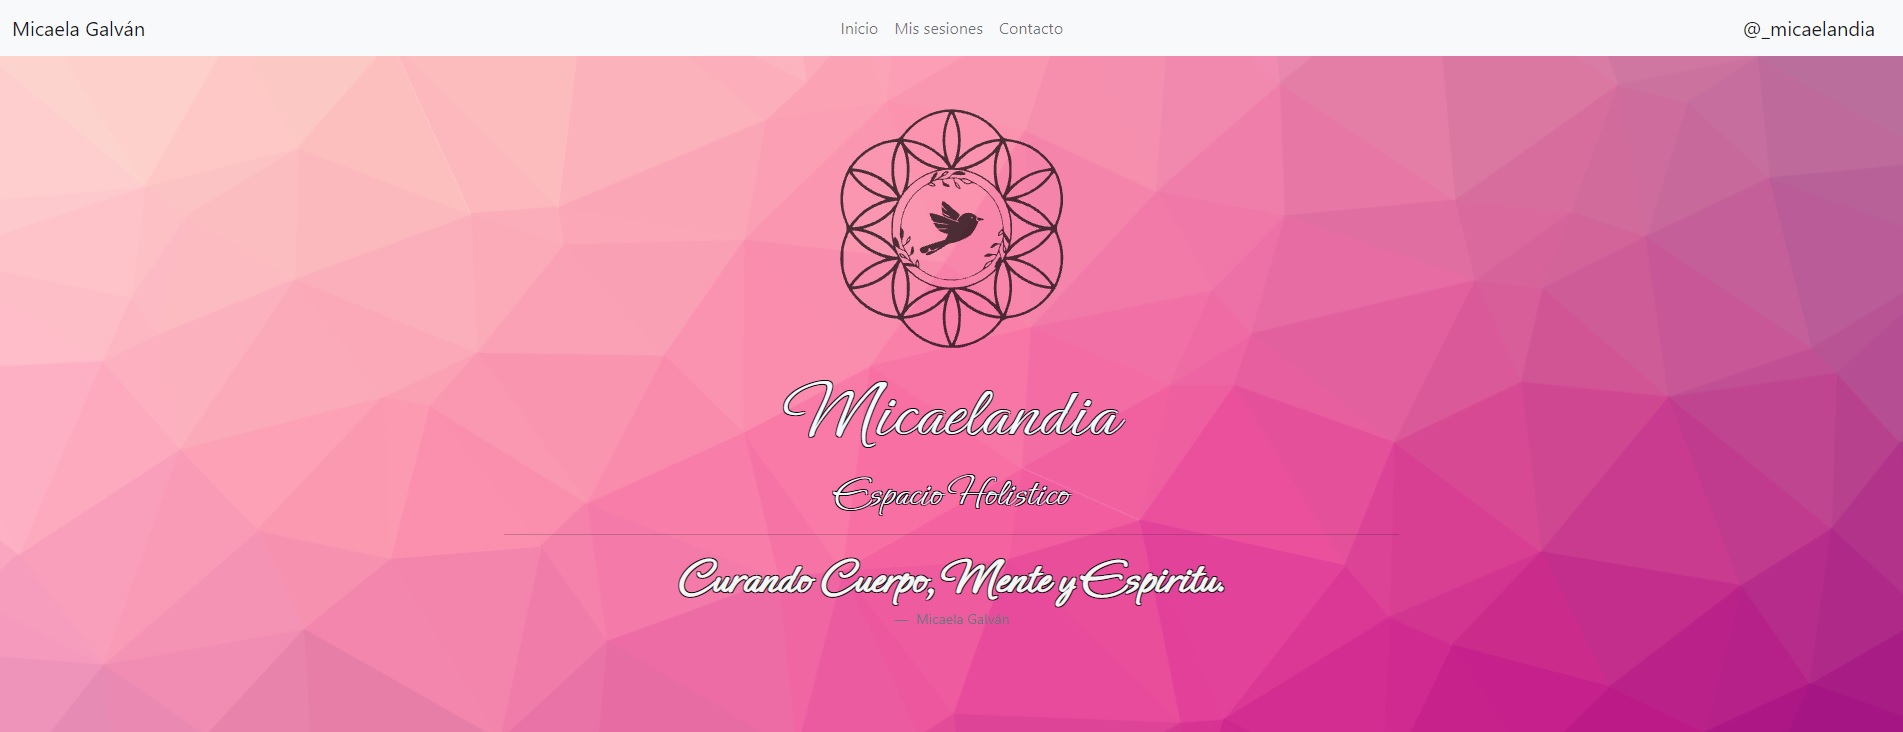 Micaela Galván
Inicio Mis sesiones Contacto
@_micaelandia
Micaelandia
Espacio Holistico
Curando Cuerpo, Mente y Espiritu.
— Micaela Galván